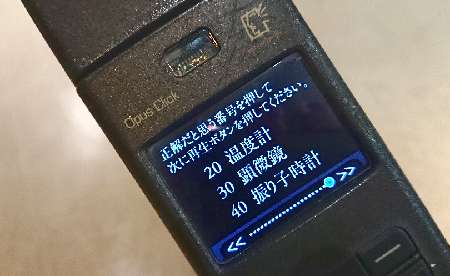 Opus Click
正解だと思う番号を押して
次に再生ボタンを押してください。
20 温度計
30 顕微鏡
40 振り子時計
<< >>